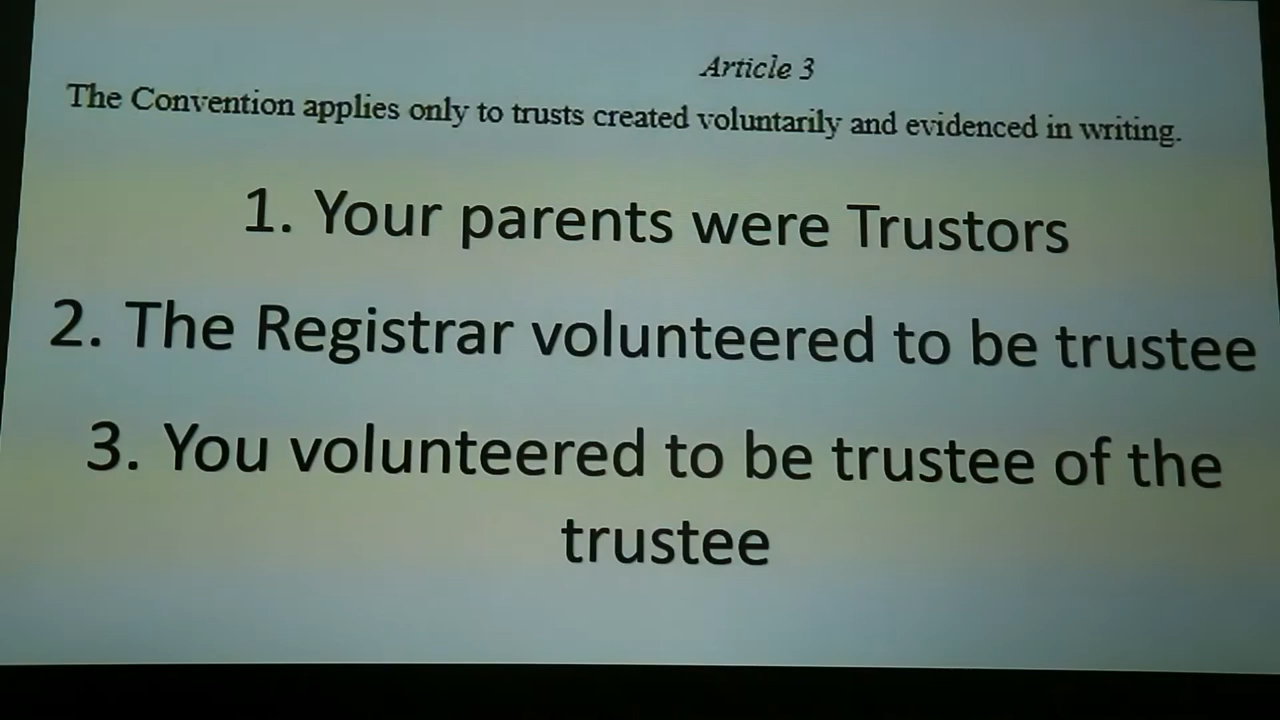 Article 3
The Convention applies only to trusts created voluntarily and evidenced in writing.
1. Your parents were Trustors
2. The Registrar volunteered to be trustee
3. You volunteered to be trustee of the
trustee